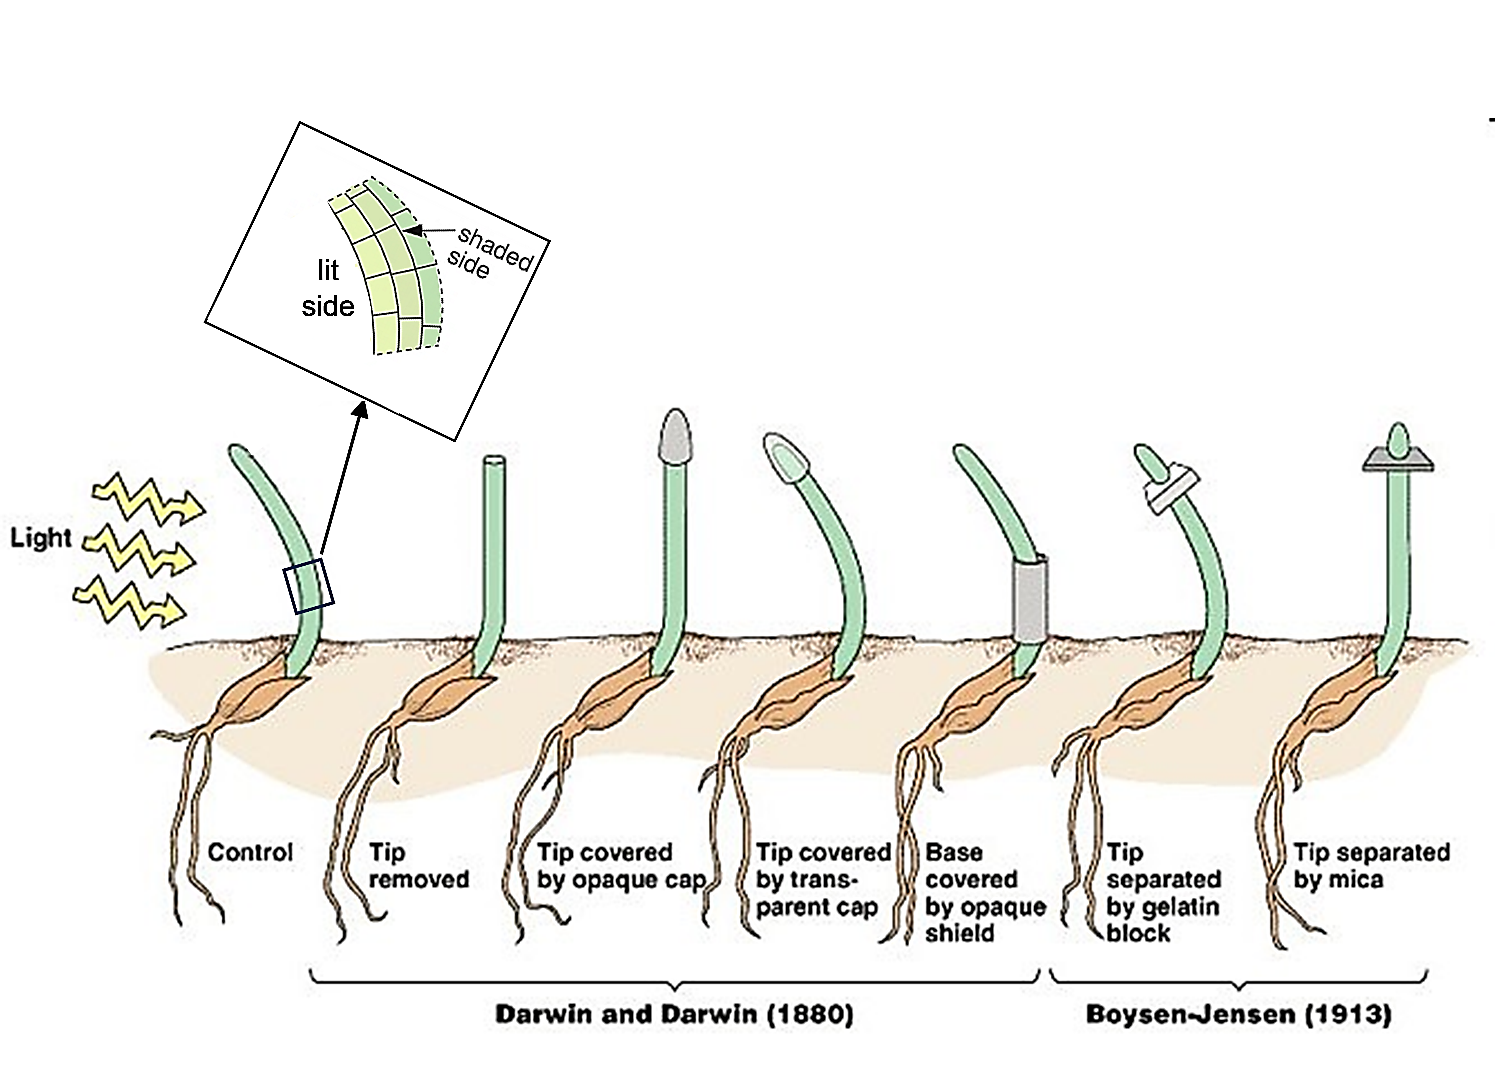 shaded
side
lit
side
Light
Control
Tip
removed
Tip covered
by opaque cap
Tip covered
by trans-
parent cap
Base
covered
by opaque
shield
Tip
separated
by gelatin
block
Tip separated
by mica
Darwin and Darwin (1880)
Boysen-Jensen (1913)